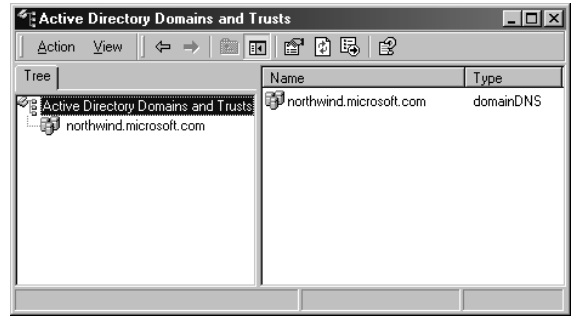 Active Directory Domains and Trusts
Action View
Tree
Name Type
Active Directory Domains and Trusts
northwind.microsoft.com
northwind.microsoft.com domainDNS